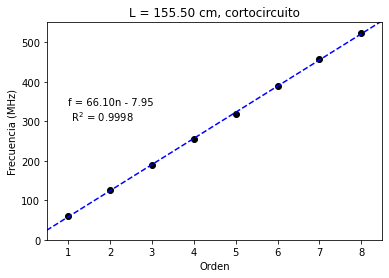 L = 155.50 cm, cortocircuito
500
400
300
200
100
0
Frecuencia (MHz)
f = 66.10n - 7.95
R² = 0.9998
1 2 3 4 5 6 7 8
Orden